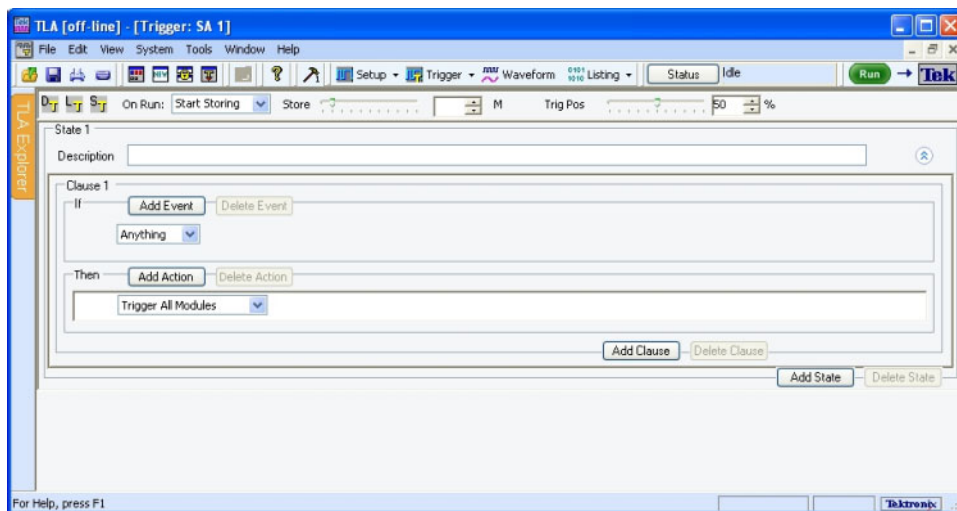 TLA [off-line] - [Trigger: SA 1]
File Edit View System Tools Window Help
Setup Trigger Waveform Listing Status Idle Run Tek
TLA Explorer
On Run: Start Storing Store M Trig Pos 50 %
State 1
Description
Clause 1
If Add Event Delete Event
Anything
Then Add Action Delete Action
Trigger All Modules
Add Clause Delete Clause
Add State Delete State
For Help, press F1 Tektronix